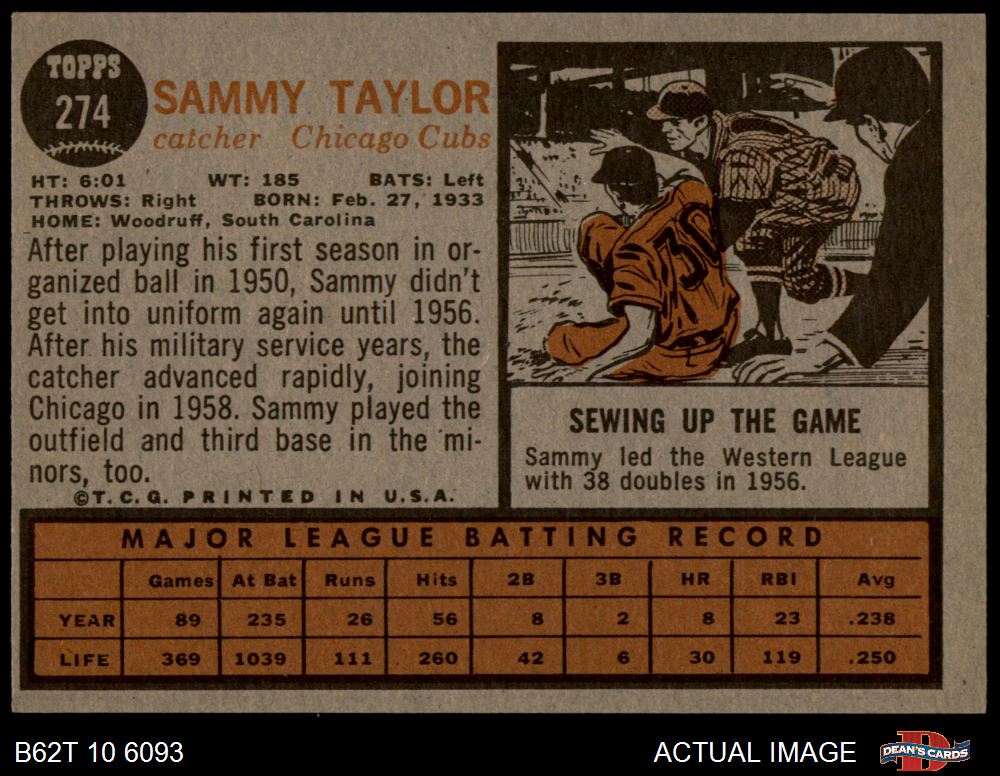 TOPPS
274
SAMMY TAYLOR
catcher Chicago Cubs
HT: 6:01 WT: 185 BATS: Left
THROWS: Right BORN: Feb. 27, 1933
HOME: Woodruff, South Carolina
After playing his first season in or-
ganized ball in 1950, Sammy didn't
get into uniform again until 1956.
After his military service years, the
catcher advanced rapidly, joining
Chicago in 1958. Sammy played the
outfield and third base in the mi-
nors, too.
©T.C.G. PRINTED IN U.S.A.
30
SEWING UP THE GAME
Sammy led the Western League
with 38 doubles in 1956.
MAJOR LEAGUE BATTING RECORD
Games At Bat Runs Hits 2B 3B HR RBI Avg
YEAR 89 235 26 56 8 2 8 23 .238
LIFE 369 1039 111 260 42 6 30 119 .250
B62T 10 6093 ACTUAL IMAGE DEAN'S CARDS